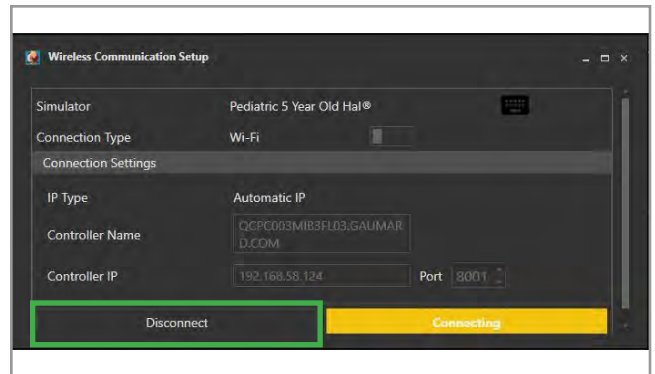 Wireless Communication Setup
Simulator Pediatric 5 Year Old Hal®
Connection Type Wi-Fi
Connection Settings
IP Type Automatic IP
Controller Name QCPC003MIB3FL03.GAUMAR
D.COM
Controller IP 192.168.58.124 Port 8001
Disconnect Connecting